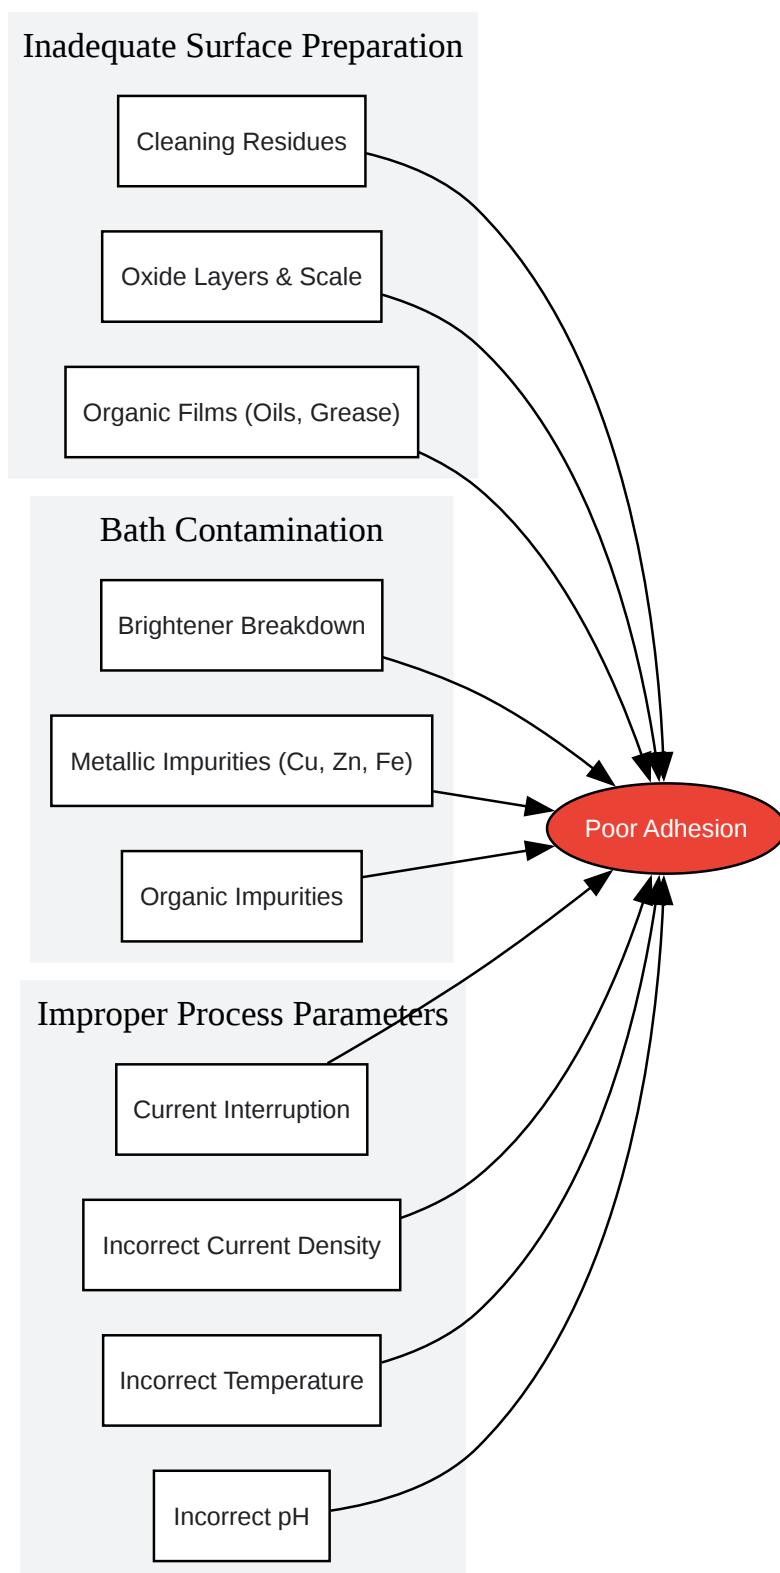 Inadequate Surface Preparation
Cleaning Residues
Oxide Layers & Scale
Organic Films (Oils, Grease)
Bath Contamination
Brightener Breakdown
Metallic Impurities (Cu, Zn, Fe)
Organic Impurities
Poor Adhesion
Improper Process Parameters
Current Interruption
Incorrect Current Density
Incorrect Temperature
Incorrect pH